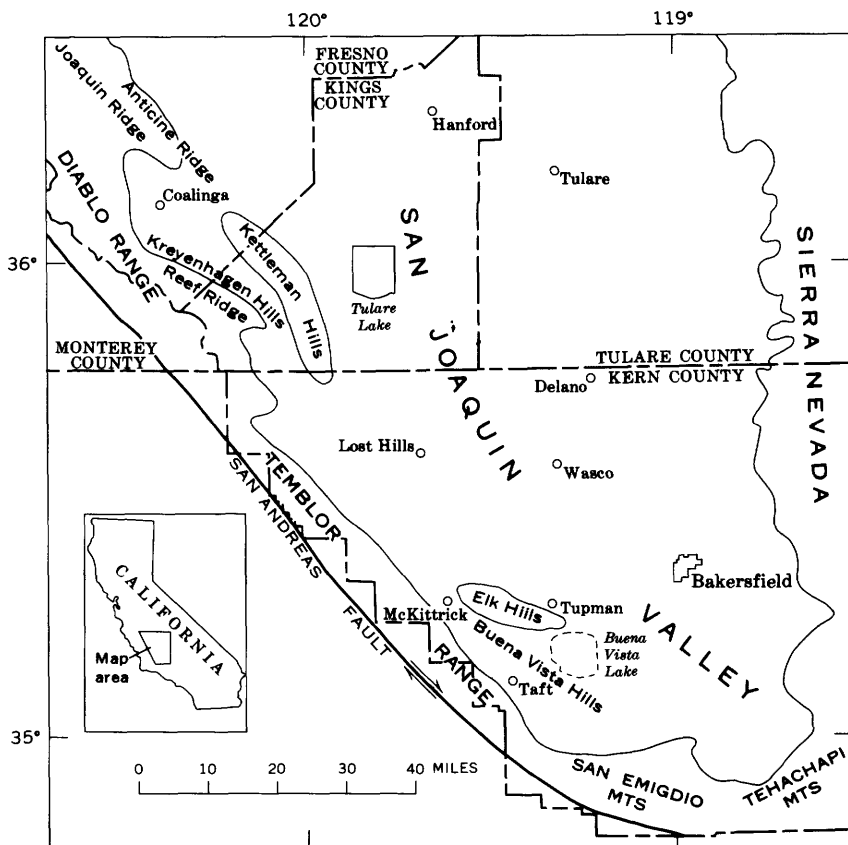 120°
119°
FRESNO
COUNTY
KINGS
COUNTY
Joaquin Ridge
Anticine Ridge
Hanford
Tulare
DIABLO RANGE
Coalinga
Kettleman
Hills
Kreyenhagen Hills
Reef Ridge
SAN
JOAQUIN
VALLEY
SIERRA
NEVADA
36°
Tulare
Lake
MONTEREY
COUNTY
TULARE COUNTY
KERN COUNTY
Delano
Lost Hills
Wasco
TEMBLOR
RANGE
SAN ANDREAS
FAULT
CALIFORNIA
Map
area
Bakersfield
McKittrick
Elk Hills
Tupman
Buena Vista Hills
Buena
Vista
Lake
Taft
35°
0 10 20 30 40 MILES
SAN EMIGDIO
MTS
TEHACHAPI
MTS